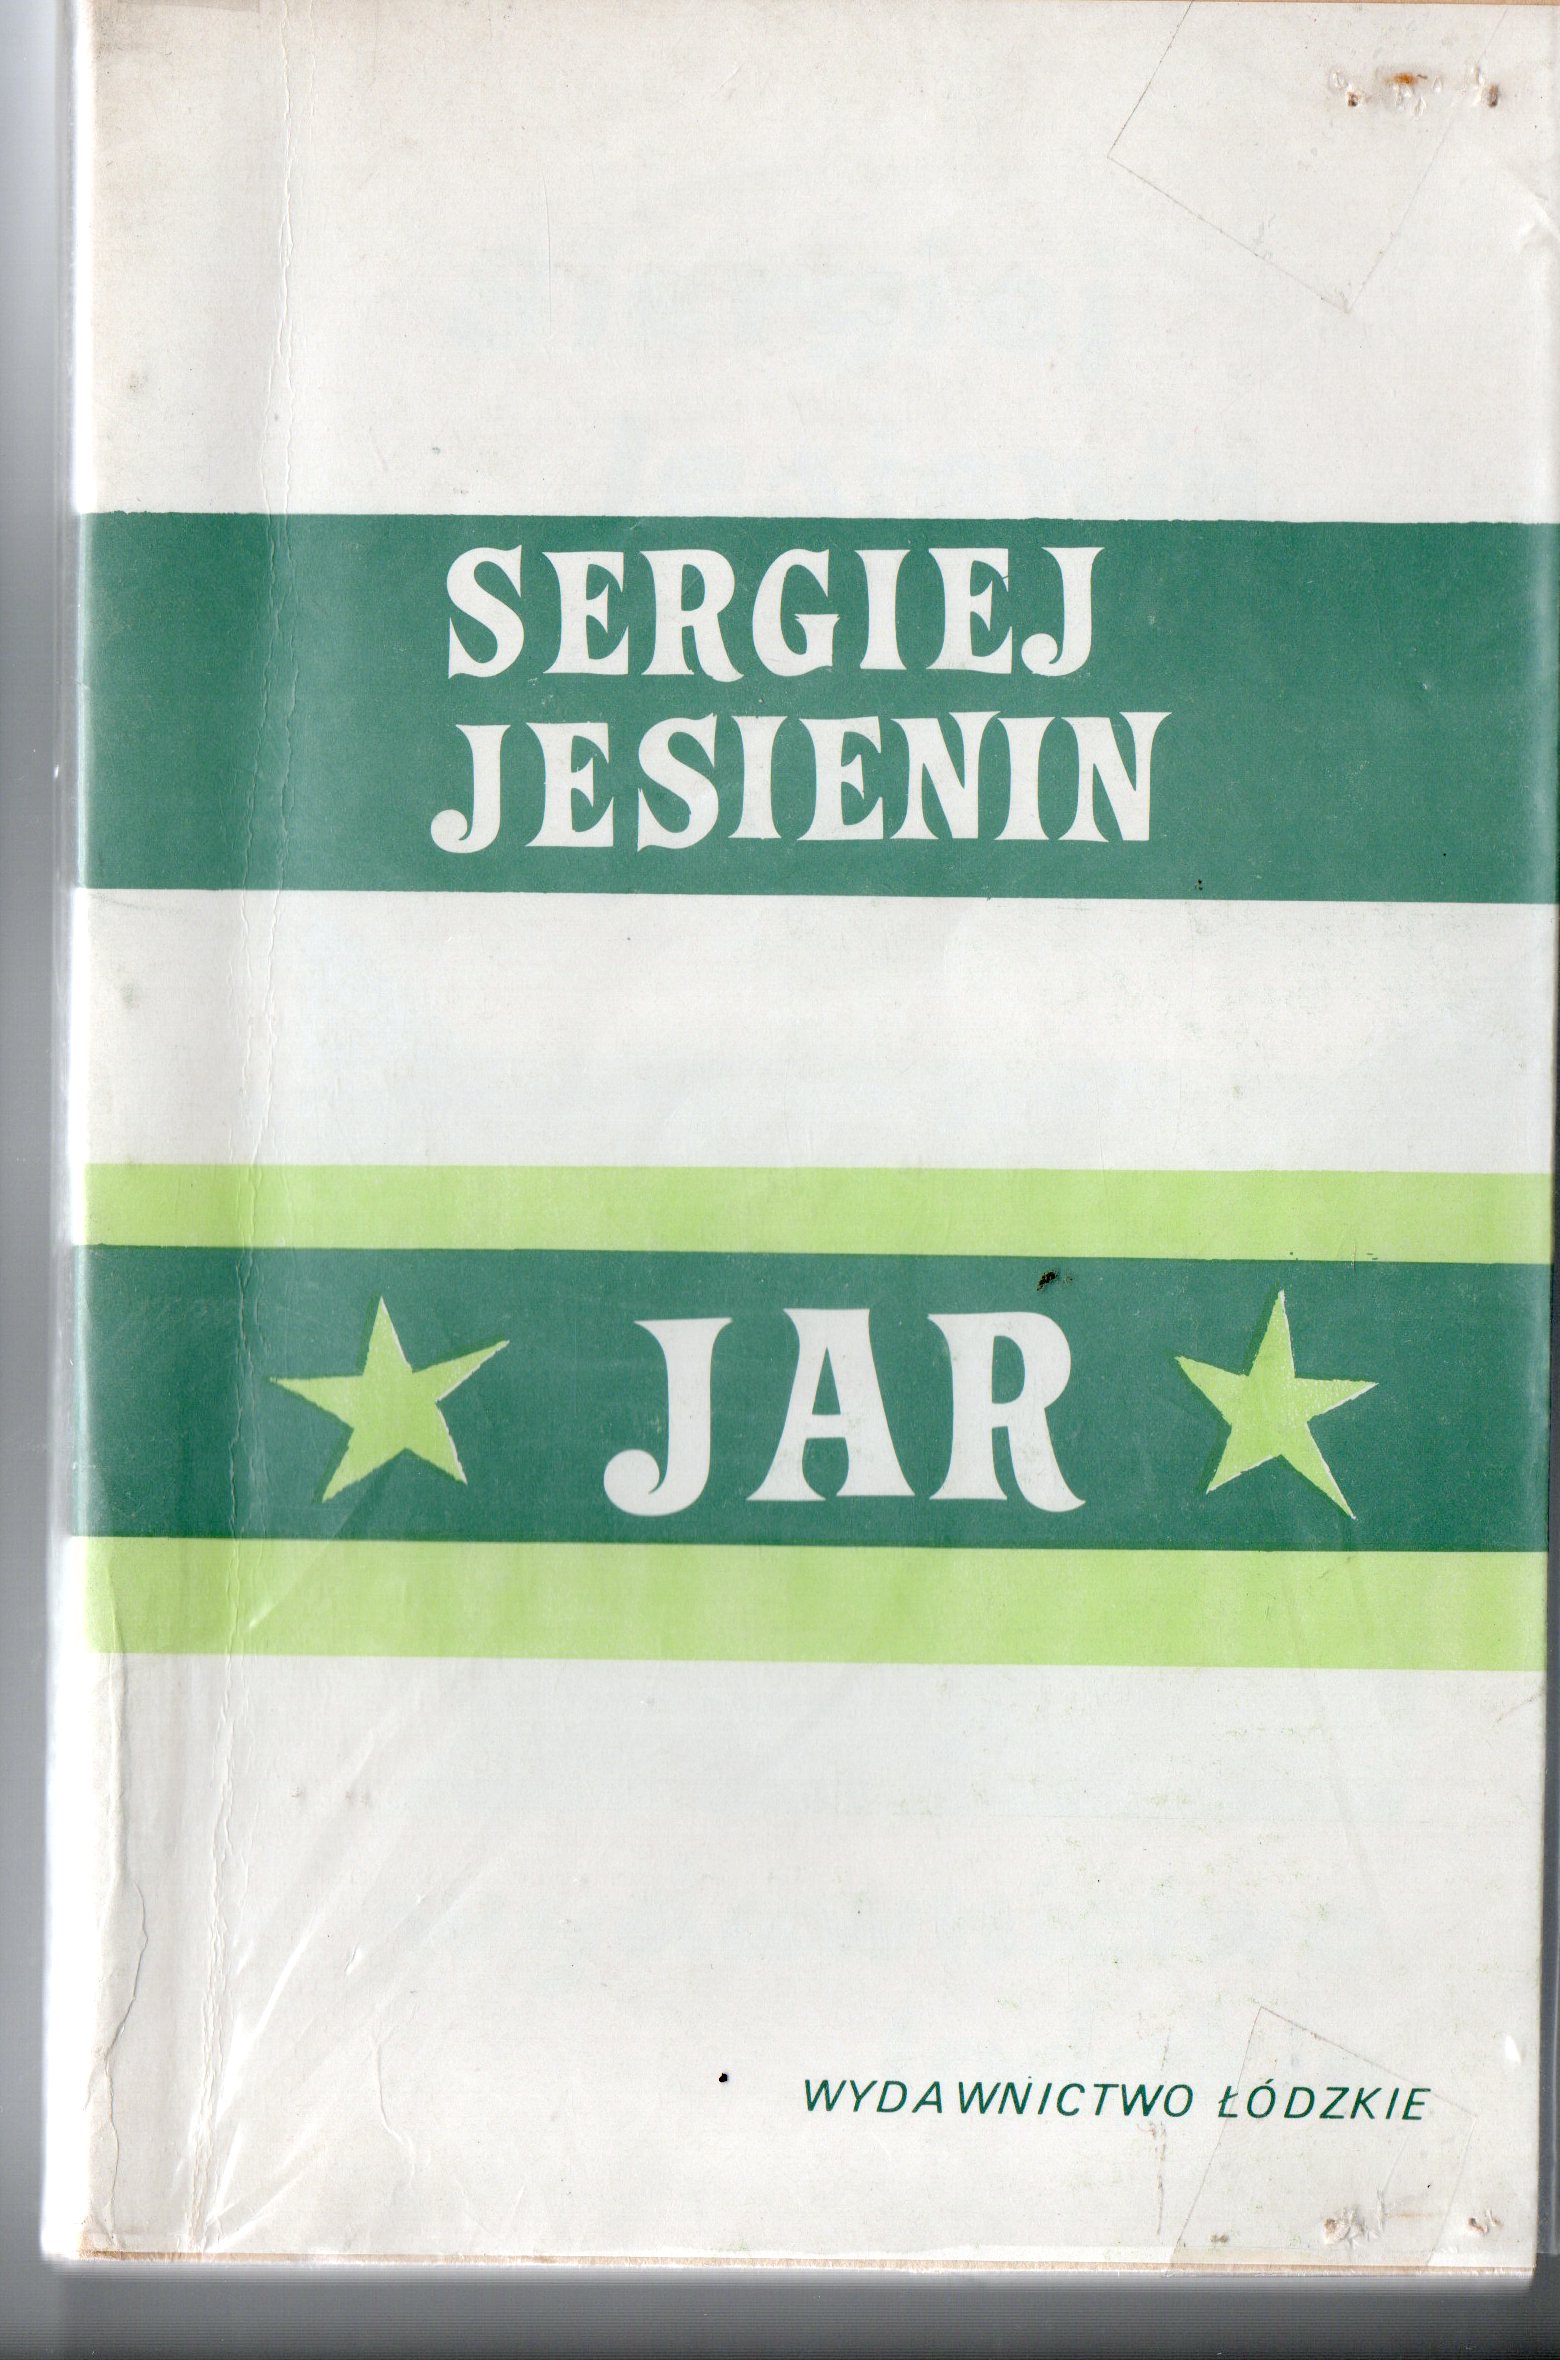 SERGIEJ
JESIENIN
JAR
WYDAWNICTWO ŁÓDZKIE